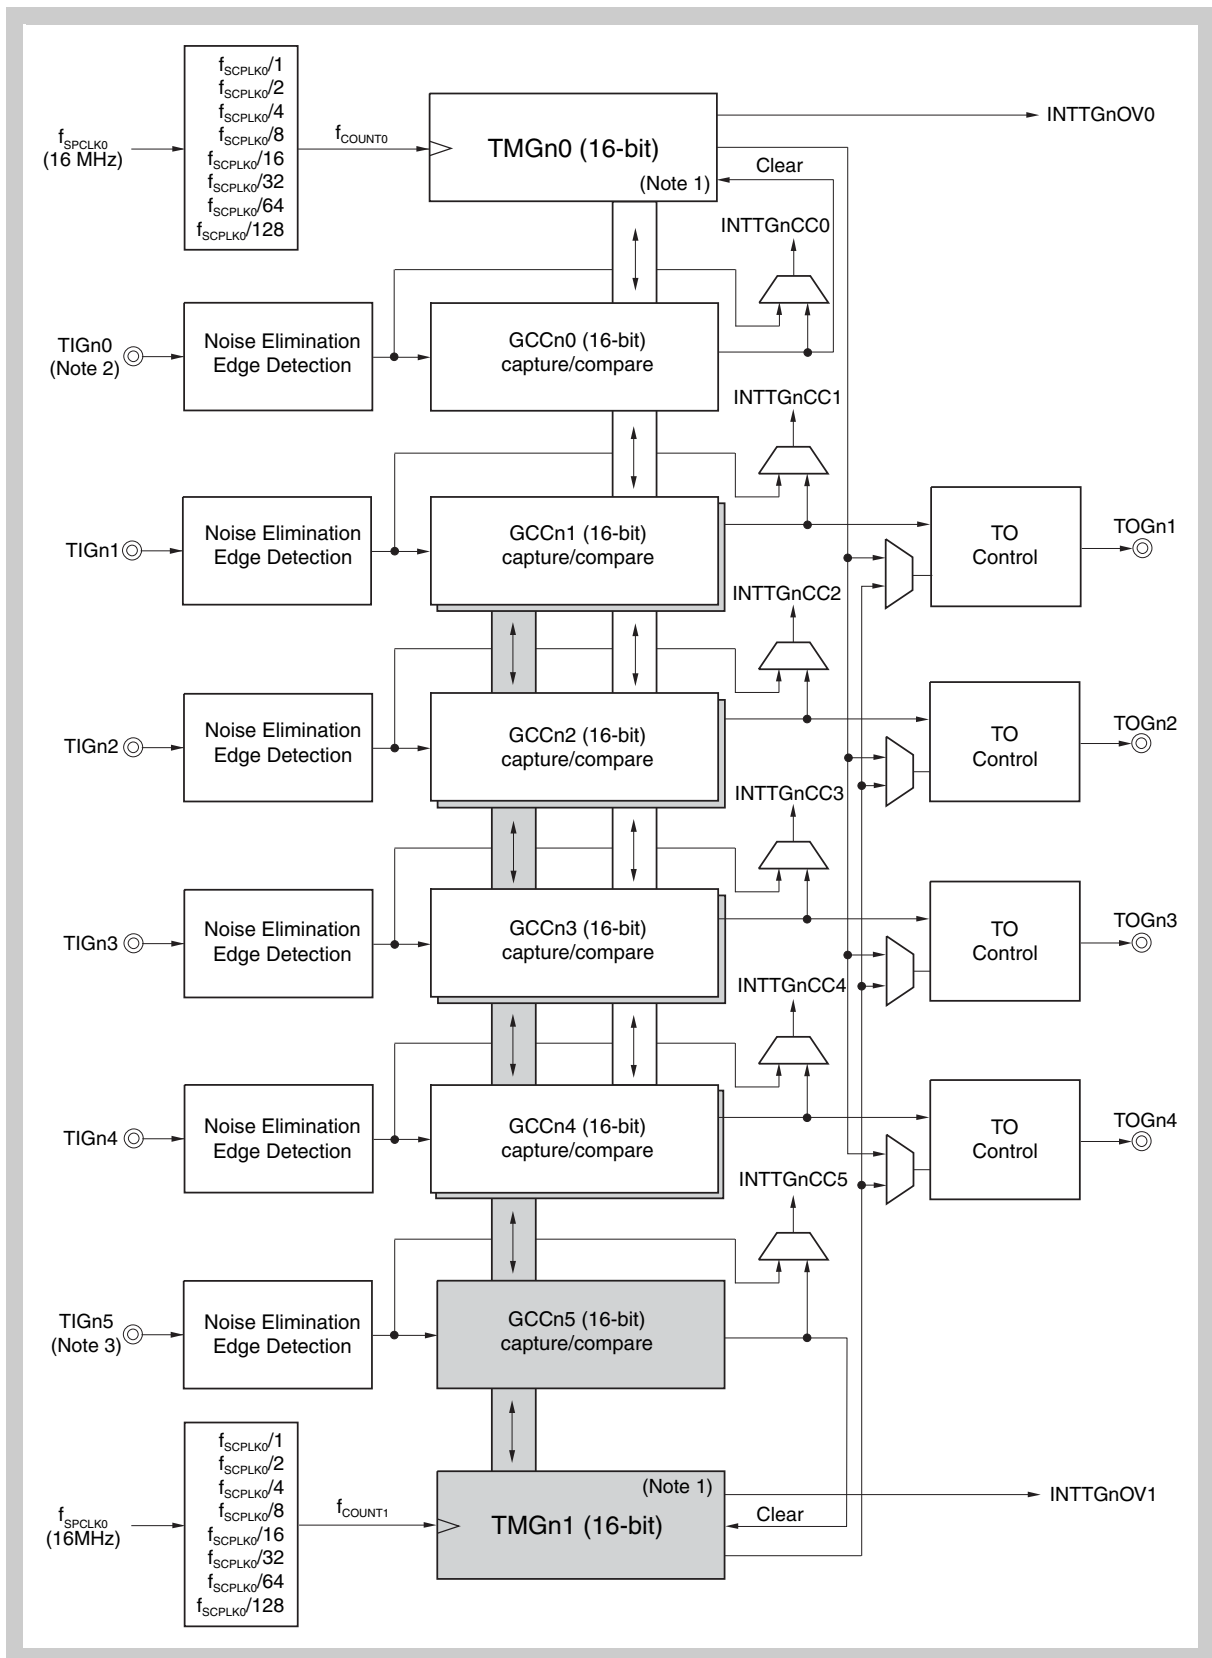 fSPCLK0
(16 MHz)
fSCPLK0/1
fSCPLK0/2
fSCPLK0/4
fSCPLK0/8
fSCPLK0/16
fSCPLK0/32
fSCPLK0/64
fSCPLK0/128
fCOUNT0
TMGn0 (16-bit)
(Note 1)
INTTGnOV0
Clear
INTTGnCC0
TIGn0
(Note 2)
Noise Elimination
Edge Detection
GCCn0 (16-bit)
capture/compare
INTTGnCC1
TIGn1
Noise Elimination
Edge Detection
GCCn1 (16-bit)
capture/compare
TO
Control
TOGn1
INTTGnCC2
TIGn2
Noise Elimination
Edge Detection
GCCn2 (16-bit)
capture/compare
TO
Control
TOGn2
INTTGnCC3
TIGn3
Noise Elimination
Edge Detection
GCCn3 (16-bit)
capture/compare
TO
Control
TOGn3
INTTGnCC4
TIGn4
Noise Elimination
Edge Detection
GCCn4 (16-bit)
capture/compare
TO
Control
TOGn4
INTTGnCC5
TIGn5
(Note 3)
Noise Elimination
Edge Detection
GCCn5 (16-bit)
capture/compare
fSPCLK0
(16MHz)
fSCPLK0/1
fSCPLK0/2
fSCPLK0/4
fSCPLK0/8
fSCPLK0/16
fSCPLK0/32
fSCPLK0/64
fSCPLK0/128
fCOUNT1
(Note 1)
TMGn1 (16-bit)
INTTGnOV1
Clear